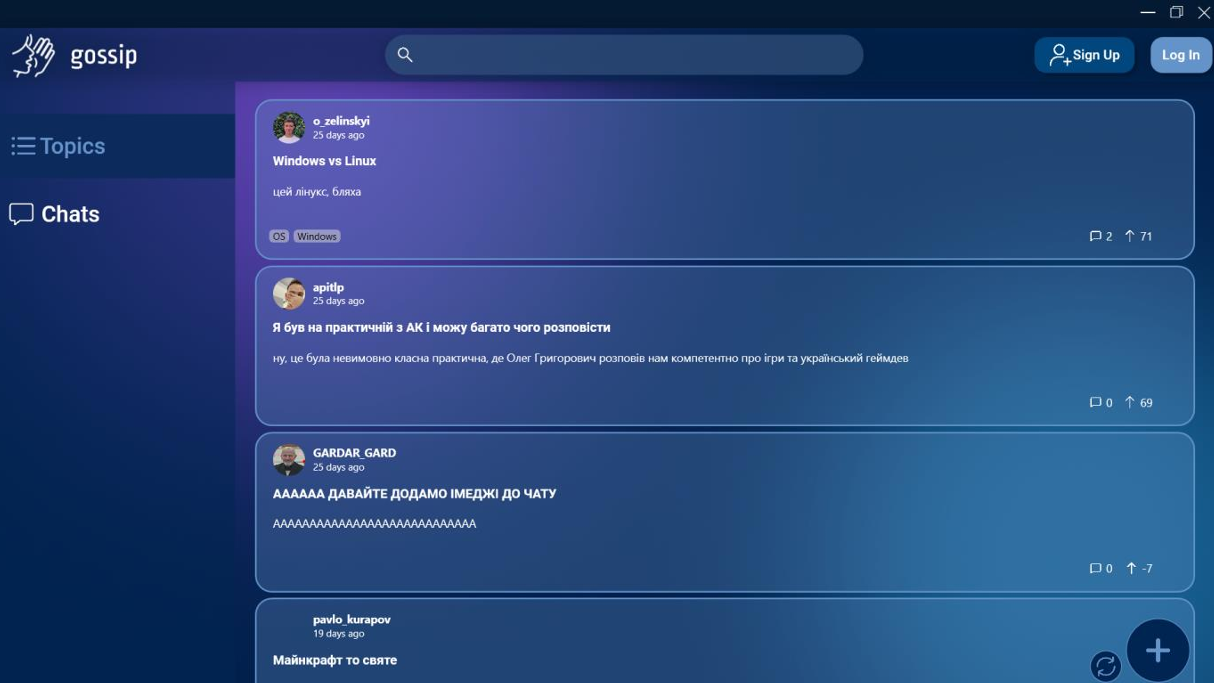 gossip
Sign Up
Log In
Topics
Chats
o_zelinskyi
25 days ago
Windows vs Linux
цей лінукс, бляха
OS Windows
2 71
apitlp
25 days ago
Я був на практичній з АК і можу багато чого розповісти
ну, це була невимовно класна практична, де Олег Григорович розповів нам компетентно про ігри та український геймдев
0 69
GARDAR_GARD
25 days ago
АААААА ДАВАЙТЕ ДОДАМО ІМЕДЖІ ДО ЧАТУ
АААААААААААААААААААААААААААА
0 -7
pavlo_kurapov
19 days ago
Майнкрафт то святе